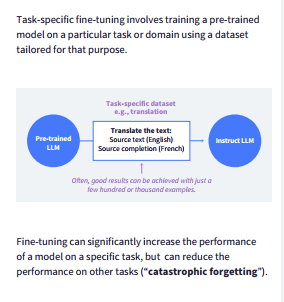 Task-specific fine-tuning involves training a pre-trained
model on a particular task or domain using a dataset
tailored for that purpose.
Task-specific dataset
e.g., translation
Pre-trained
LLM
Translate the text:
Source text (English)
Source completion (French)
Instruct LLM
Often, good results can be achieved with just a
few hundred or thousand examples.
Fine-tuning can significantly increase the performance
of a model on a specific task, but can reduce the
performance on other tasks (“catastrophic forgetting”).